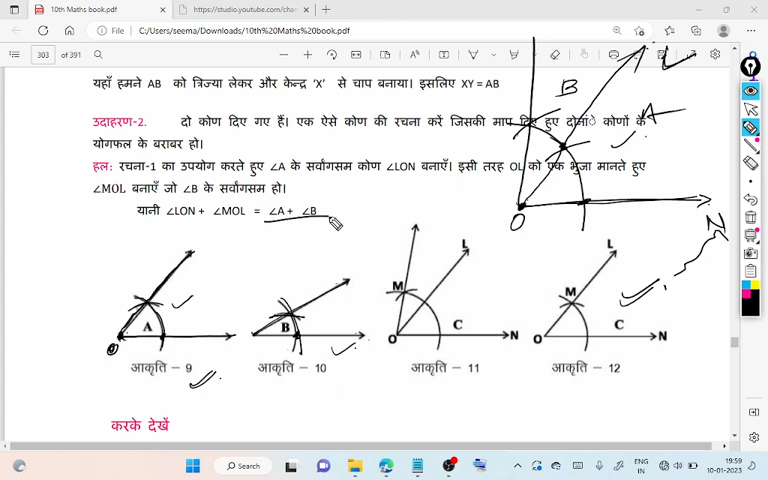 10th Maths book.pdf
https://studio.youtube.com/chan
File
C:/Users/seema/Downloads/10th%20Maths%20book.pdf
303 of 391
यहाँ हमने AB को त्रिज्या लेकर और केन्द्र 'X' से चाप बनाया। इसलिए XY = AB
उदाहरण-2. दो कोण दिए गए हैं। एक ऐसे कोण की रचना करें जिसकी माप दिए हुए दोनों कोणों के
योगफल के बराबर हो।
हल: रचना-1 का उपयोग करते हुए ∠A के सर्वांगसम कोण ∠LON बनाएँ। इसी तरह OL को एक भुजा मानते हुए
∠MOL बनाएँ जो ∠B के सर्वांगसम हो।
यानी ∠LON + ∠MOL = ∠A + ∠B
B
L
A
O
N
A
B
M
L
C
O
N
L
M
C
O
N
आकृति – 9
आकृति – 10
आकृति – 11
आकृति – 12
करके देखें
Search
ENG
IN
19:59
10-01-2023